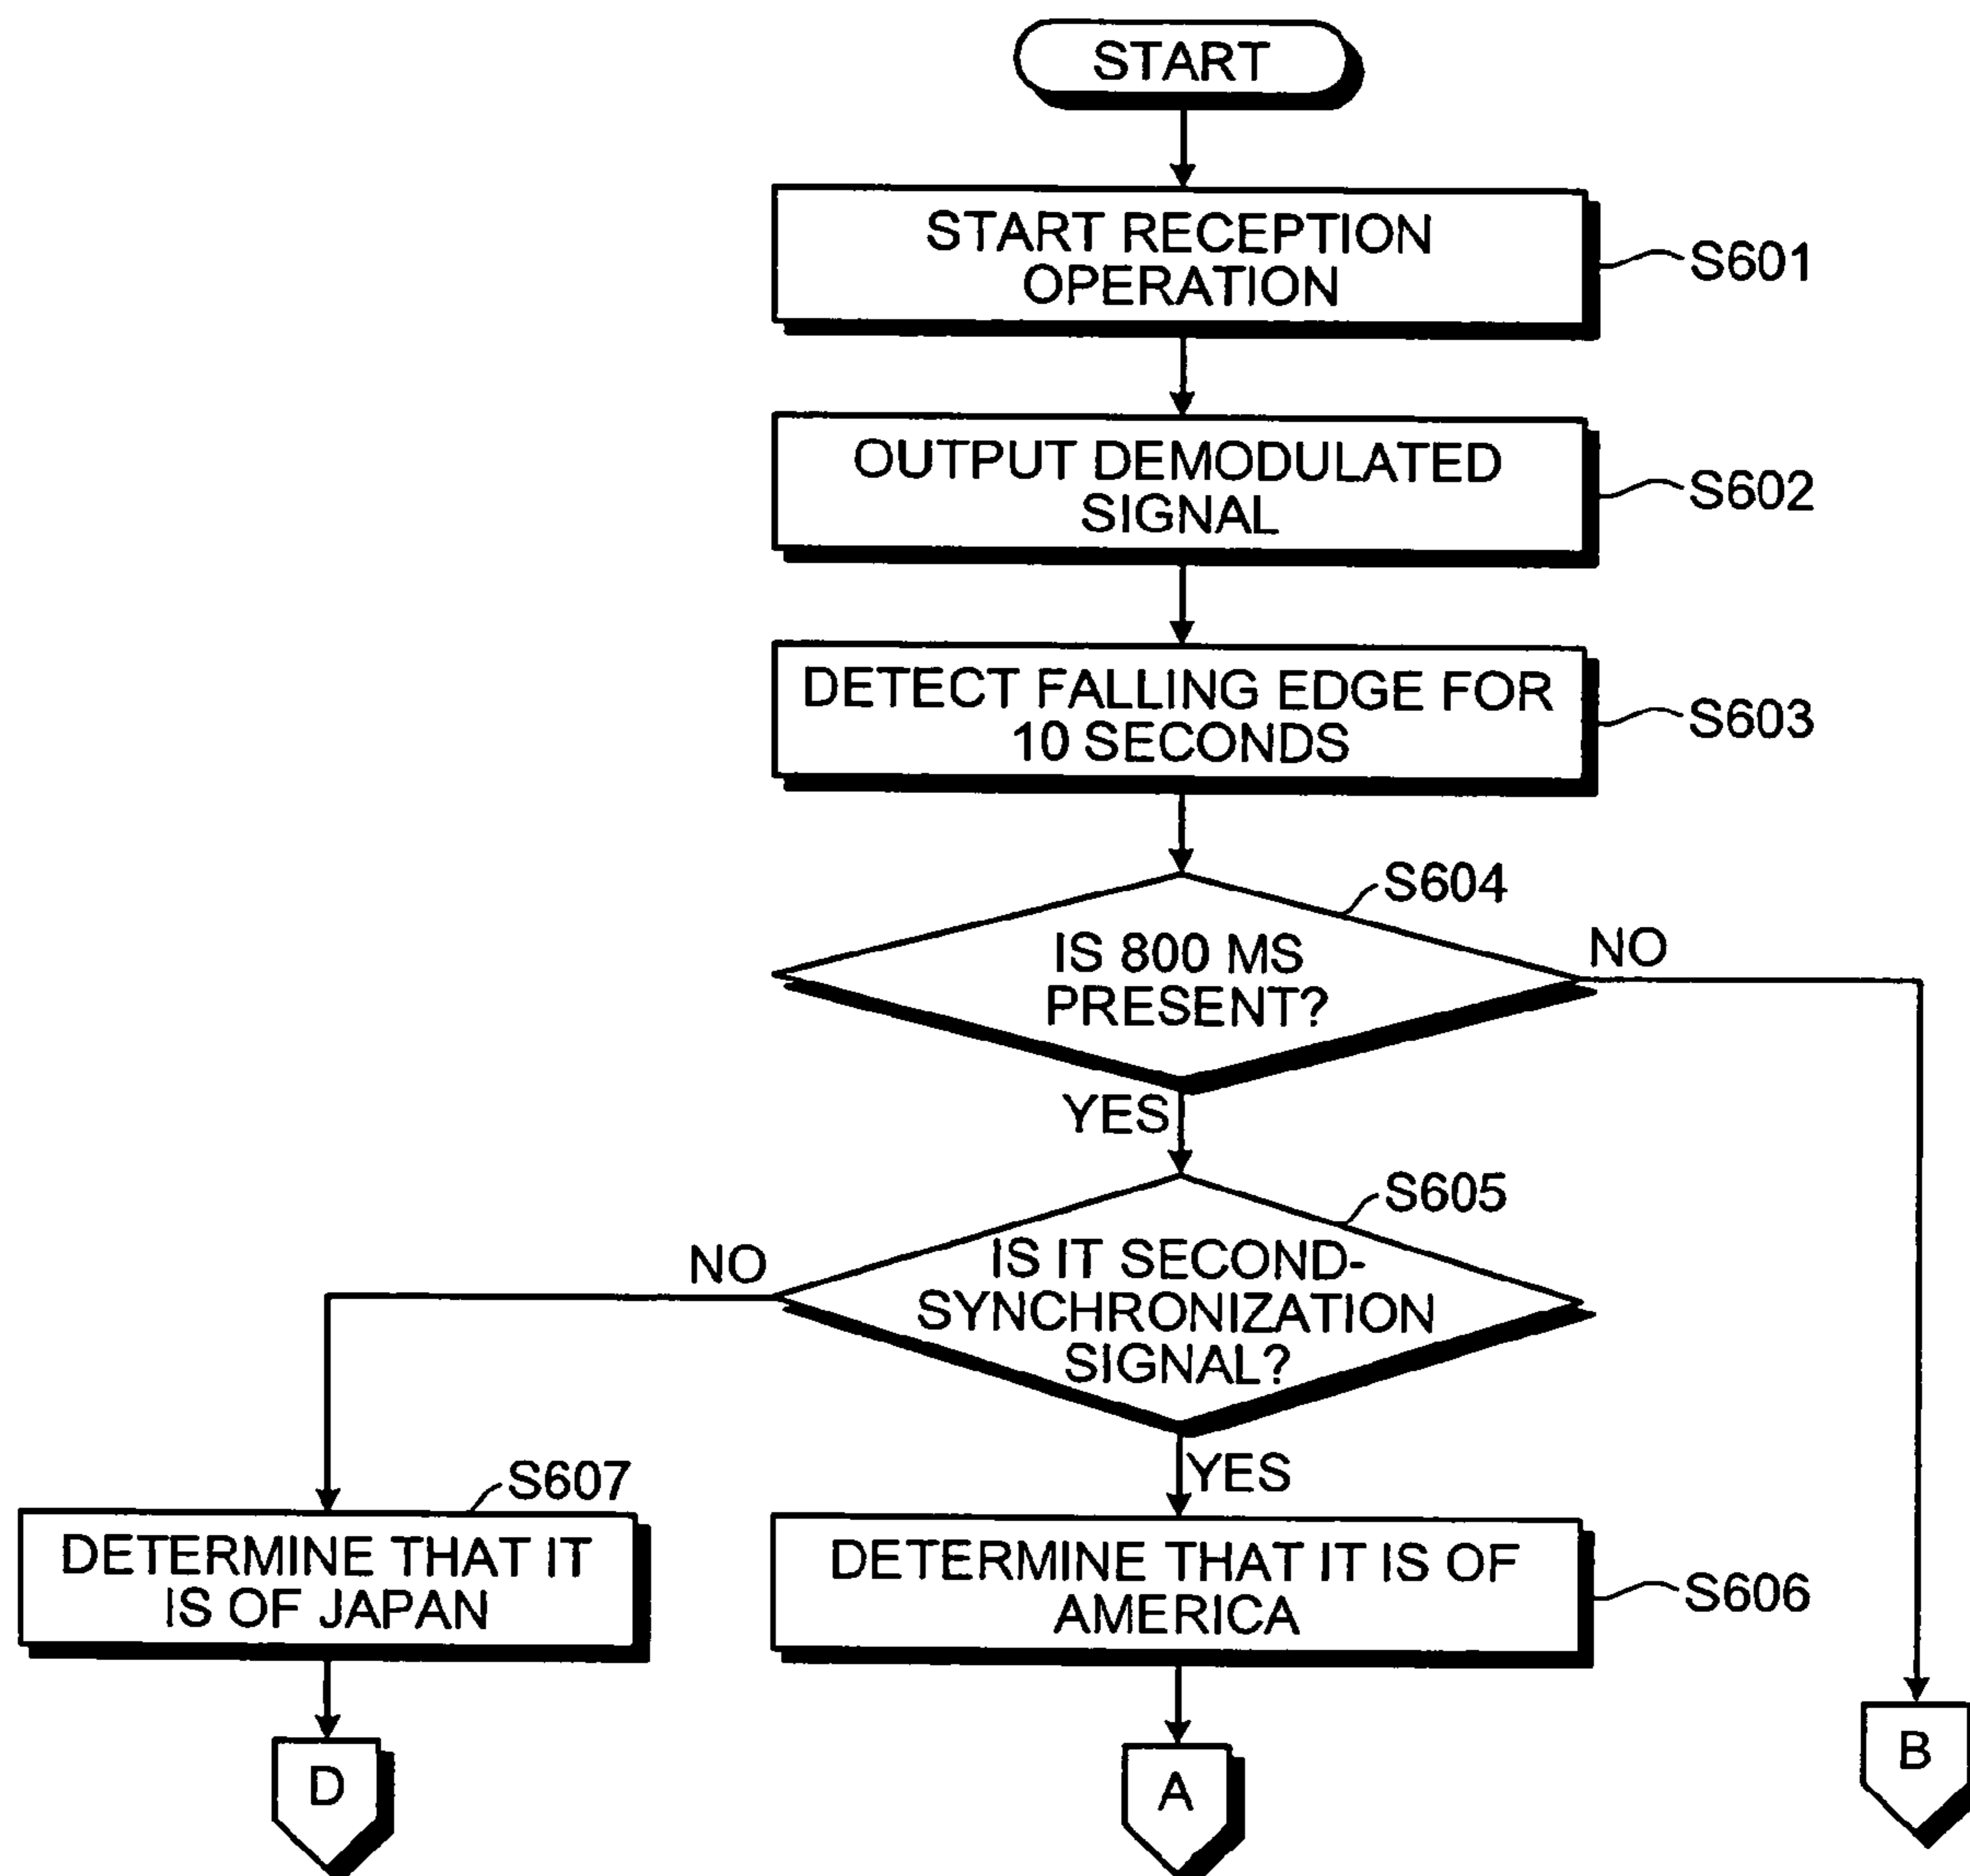 START
START RECEPTION
OPERATION
S601
OUTPUT DEMODULATED
SIGNAL
S602
DETECT FALLING EDGE FOR
10 SECONDS
S603
S604
IS 800 MS
PRESENT?
NO
YES
S605
IS IT SECOND-
SYNCHRONIZATION
SIGNAL?
NO
YES
S607
DETERMINE THAT IT
IS OF JAPAN
DETERMINE THAT IT IS OF
AMERICA
S606
D
A
B